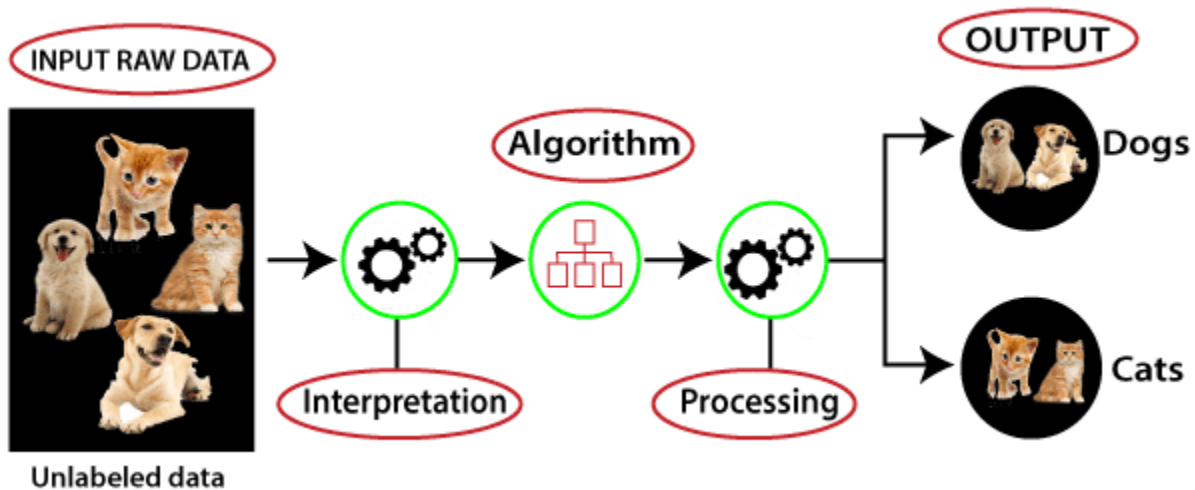 INPUT RAW DATA
Unlabeled data
Interpretation
Algorithm
Processing
OUTPUT
Dogs
Cats